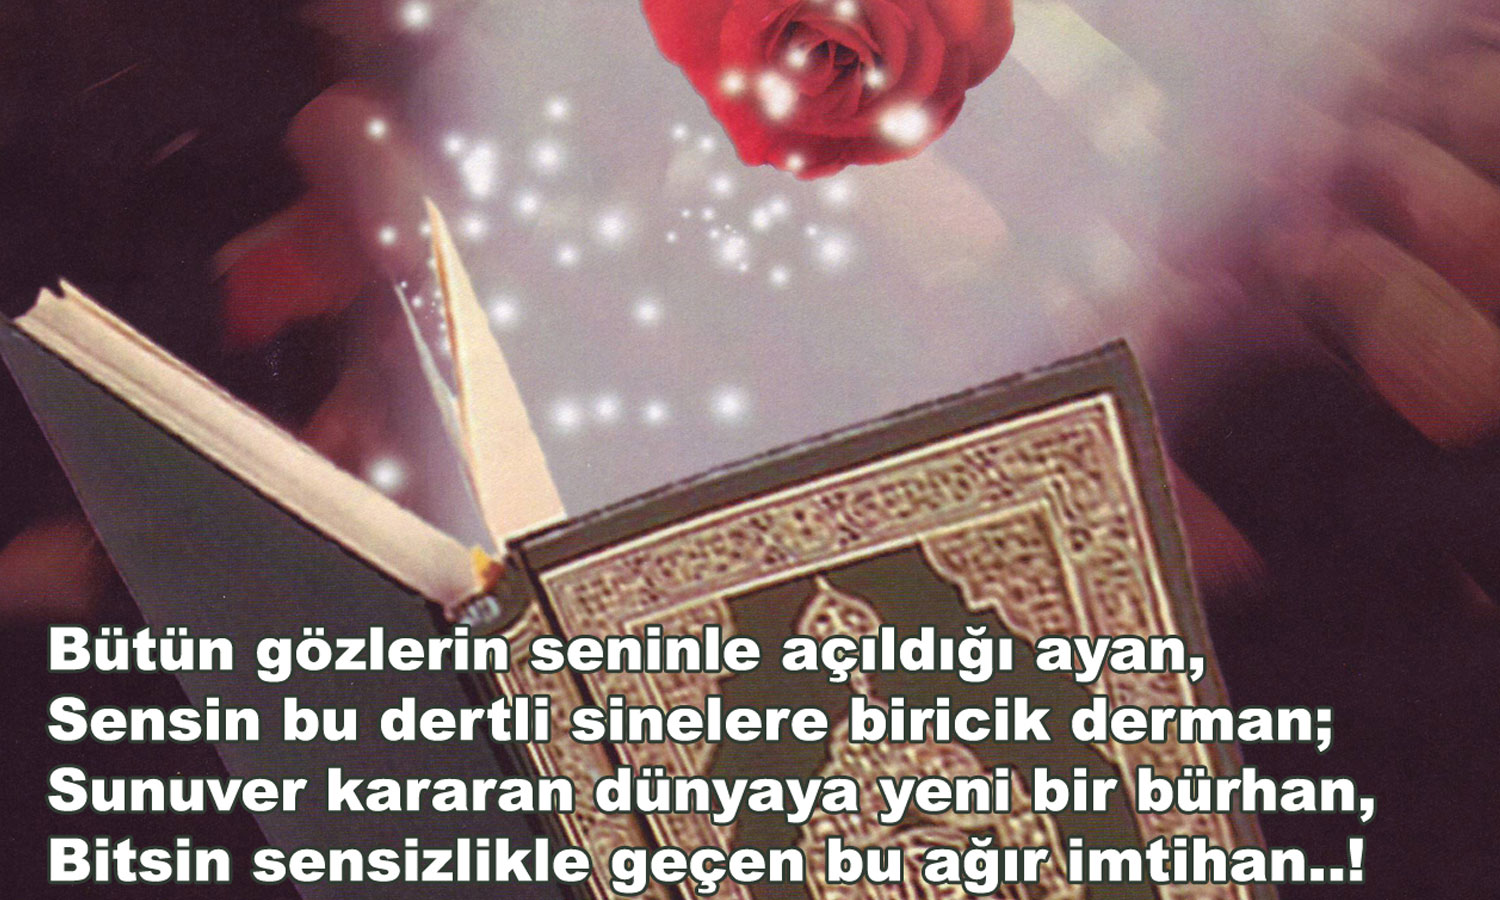 Bütün gözlerin seninle açıldığı ayan,
Sensin bu dertli sinelere biricik derman;
Sunuver kararan dünyaya yeni bir bürhan,
Bitsin sensizlikle geçen bu ağır imtihan..!